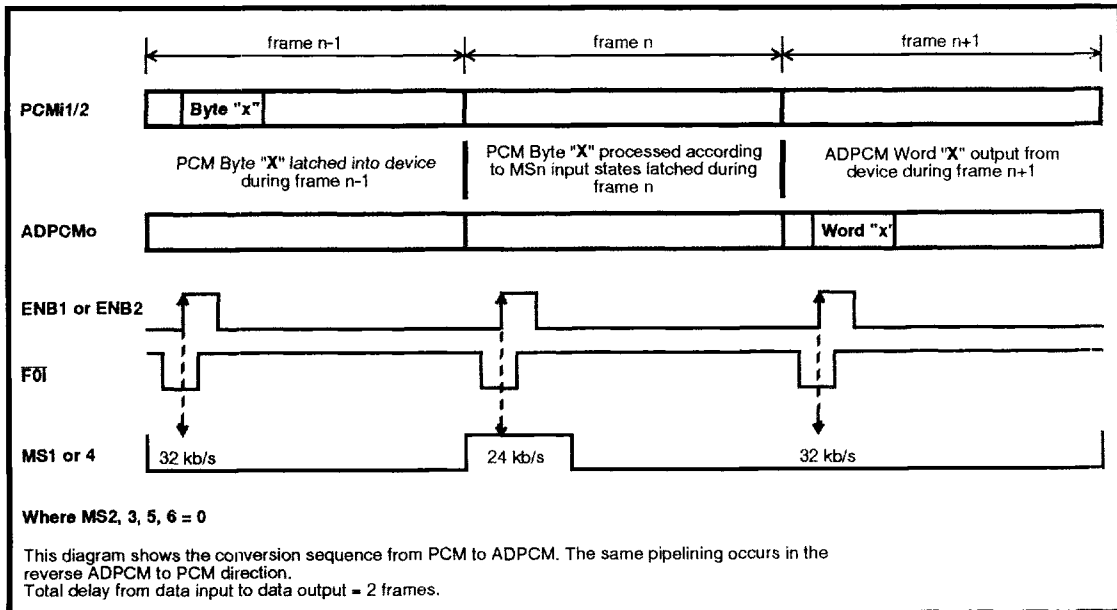 frame n-1 frame n frame n+1
PCMi1/2 Byte "x"
PCM Byte "X" latched into device
during frame n-1
PCM Byte "X" processed according
to MSn input states latched during
frame n
ADPCM Word "X" output from
device during frame n+1
ADPCMo Word "x"
ENB1 or ENB2
F0i
MS1 or 4 32 kb/s 24 kb/s 32 kb/s
Where MS2, 3, 5, 6 = 0
This diagram shows the conversion sequence from PCM to ADPCM. The same pipelining occurs in the
reverse ADPCM to PCM direction.
Total delay from data input to data output = 2 frames.